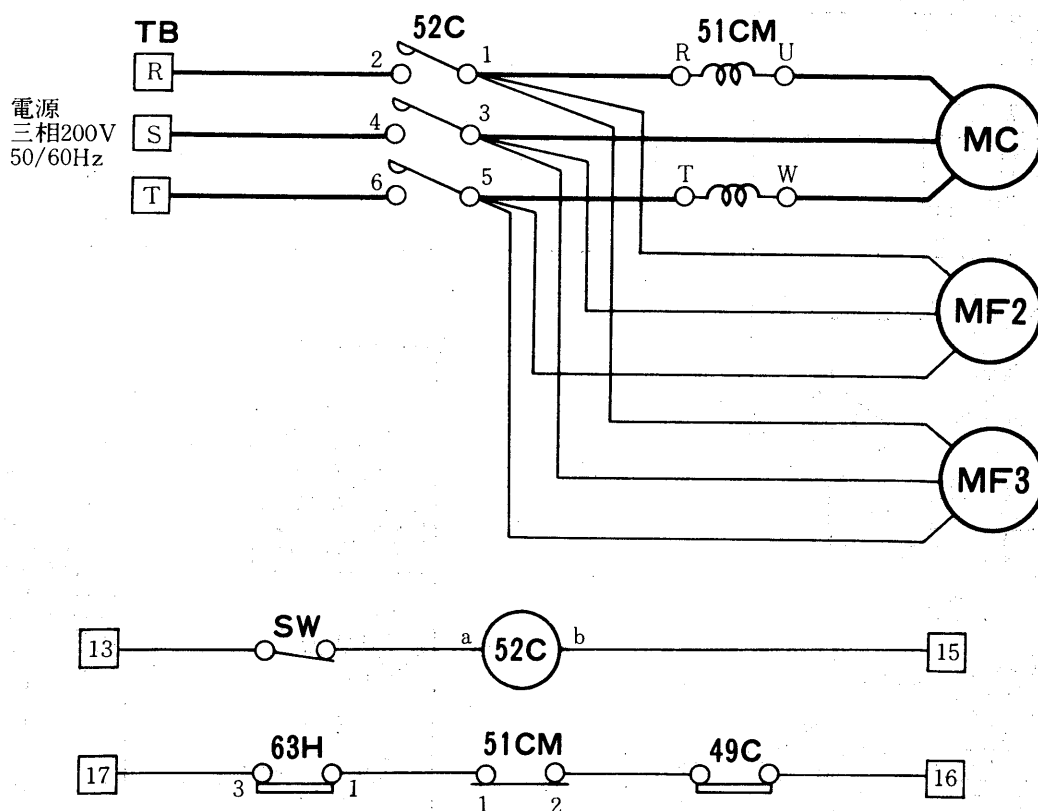 TB
52C
51CM
R
2
1
R
U
電源
三相200V
50/60Hz
S
4
3
MC
T
6
5
T
W
MF2
MF3
13
SW
a
52C
b
15
17
63H
3
1
51CM
1
2
49C
16